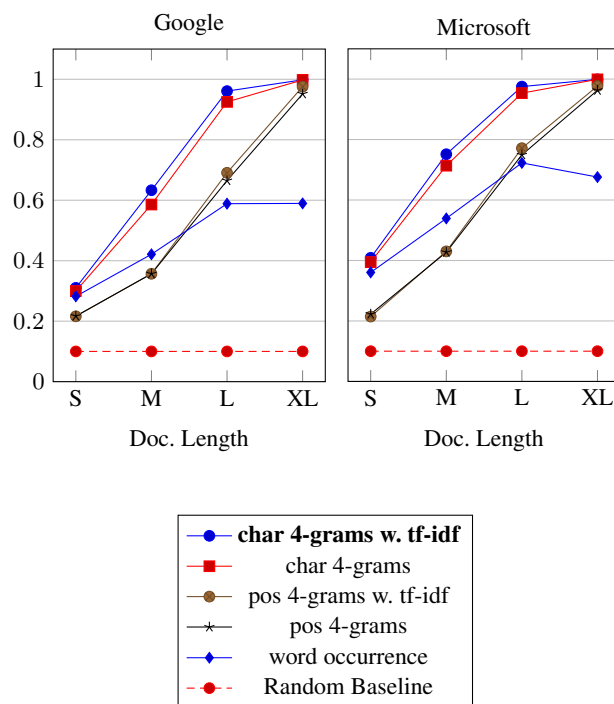 Google
Microsoft
1
0.8
0.6
0.4
0.2
0
S M L XL
S M L XL
Doc. Length
Doc. Length
char 4-grams w. tf-idf
char 4-grams
pos 4-grams w. tf-idf
pos 4-grams
word occurrence
Random Baseline